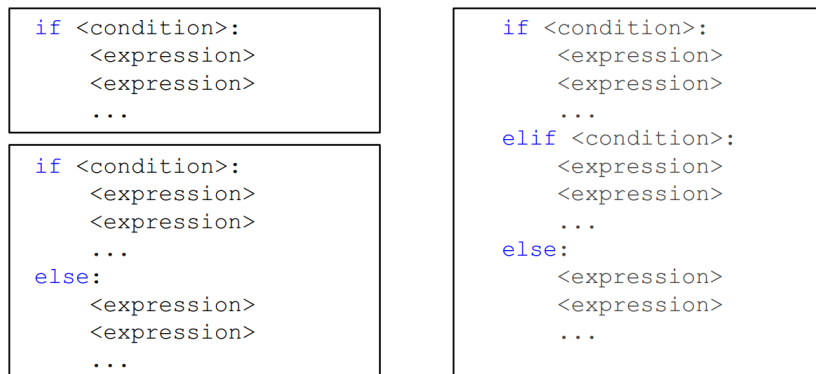 if <condition>:
    <expression>
    <expression>
    ...
if <condition>:
    <expression>
    <expression>
    ...
else:
    <expression>
    <expression>
    ...
if <condition>:
    <expression>
    <expression>
    ...
elif <condition>:
    <expression>
    <expression>
    ...
else:
    <expression>
    <expression>
    ...